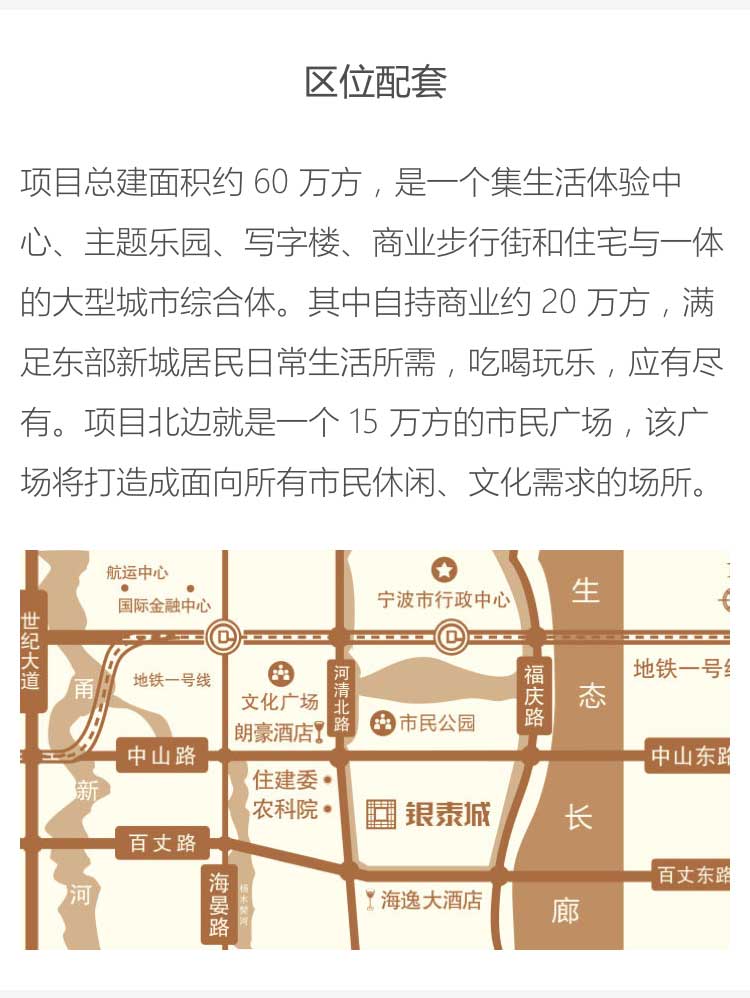 区位配套
项目总建面积约 60 万方，是一个集生活体验中
心、主题乐园、写字楼、商业步行街和住宅与一体
的大型城市综合体。其中自持商业约 20 万方，满
足东部新城居民日常生活所需，吃喝玩乐，应有尽
有。项目北边就是一个 15 万方的市民广场，该广
场将打造成面向所有市民休闲、文化需求的场所。
航运中心
国际金融中心
宁波市行政中心
生
世纪大道
地铁一号线
甬
文化广场
朗豪酒店
河清北路
市民公园
福庆路
地铁一号线
态
中山路
中山东路
新
住建委
农科院
银泰城
长
百丈路
百丈东路
河
海晏路
杨木碶河
海逸大酒店
廊